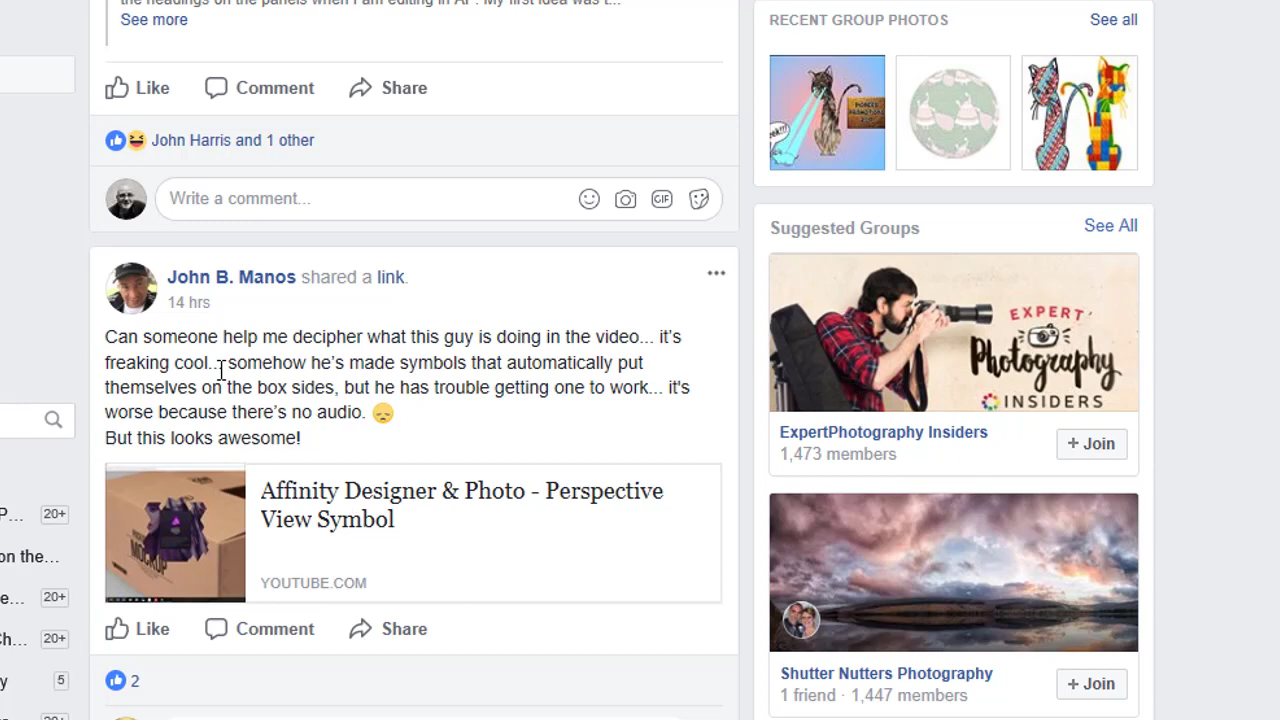 See more
Like
Comment
Share
John Harris and 1 other
Write a comment...
GIF
John B. Manos shared a link.
14 hrs
Can someone help me decipher what this guy is doing in the video... it's
freaking cool... somehow he's made symbols that automatically put
themselves on the box sides, but he has trouble getting one to work... it's
worse because there's no audio. 😞
But this looks awesome!
Affinity Designer & Photo - Perspective
View Symbol
YOUTUBE.COM
MOCKUP
Like
Comment
Share
2
P...
20+
on the...
20+
20+
5
RECENT GROUP PHOTOS
See all
Suggested Groups
See All
EXPERT
Photography
INSIDERS
ExpertPhotography Insiders
1,473 members
+ Join
Shutter Nutters Photography
1 friend · 1,447 members
+ Join